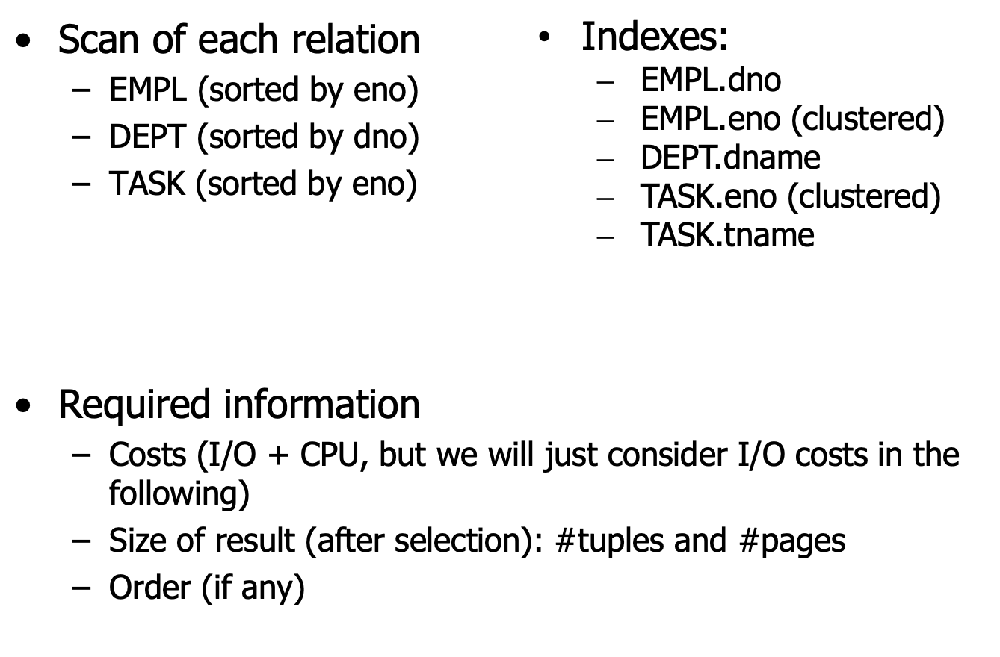 • Scan of each relation
– EMPL (sorted by eno)
– DEPT (sorted by dno)
– TASK (sorted by eno)
• Indexes:
– EMPL.dno
– EMPL.eno (clustered)
– DEPT.dname
– TASK.eno (clustered)
– TASK.tname
• Required information
– Costs (I/O + CPU, but we will just consider I/O costs in the
following)
– Size of result (after selection): #tuples and #pages
– Order (if any)